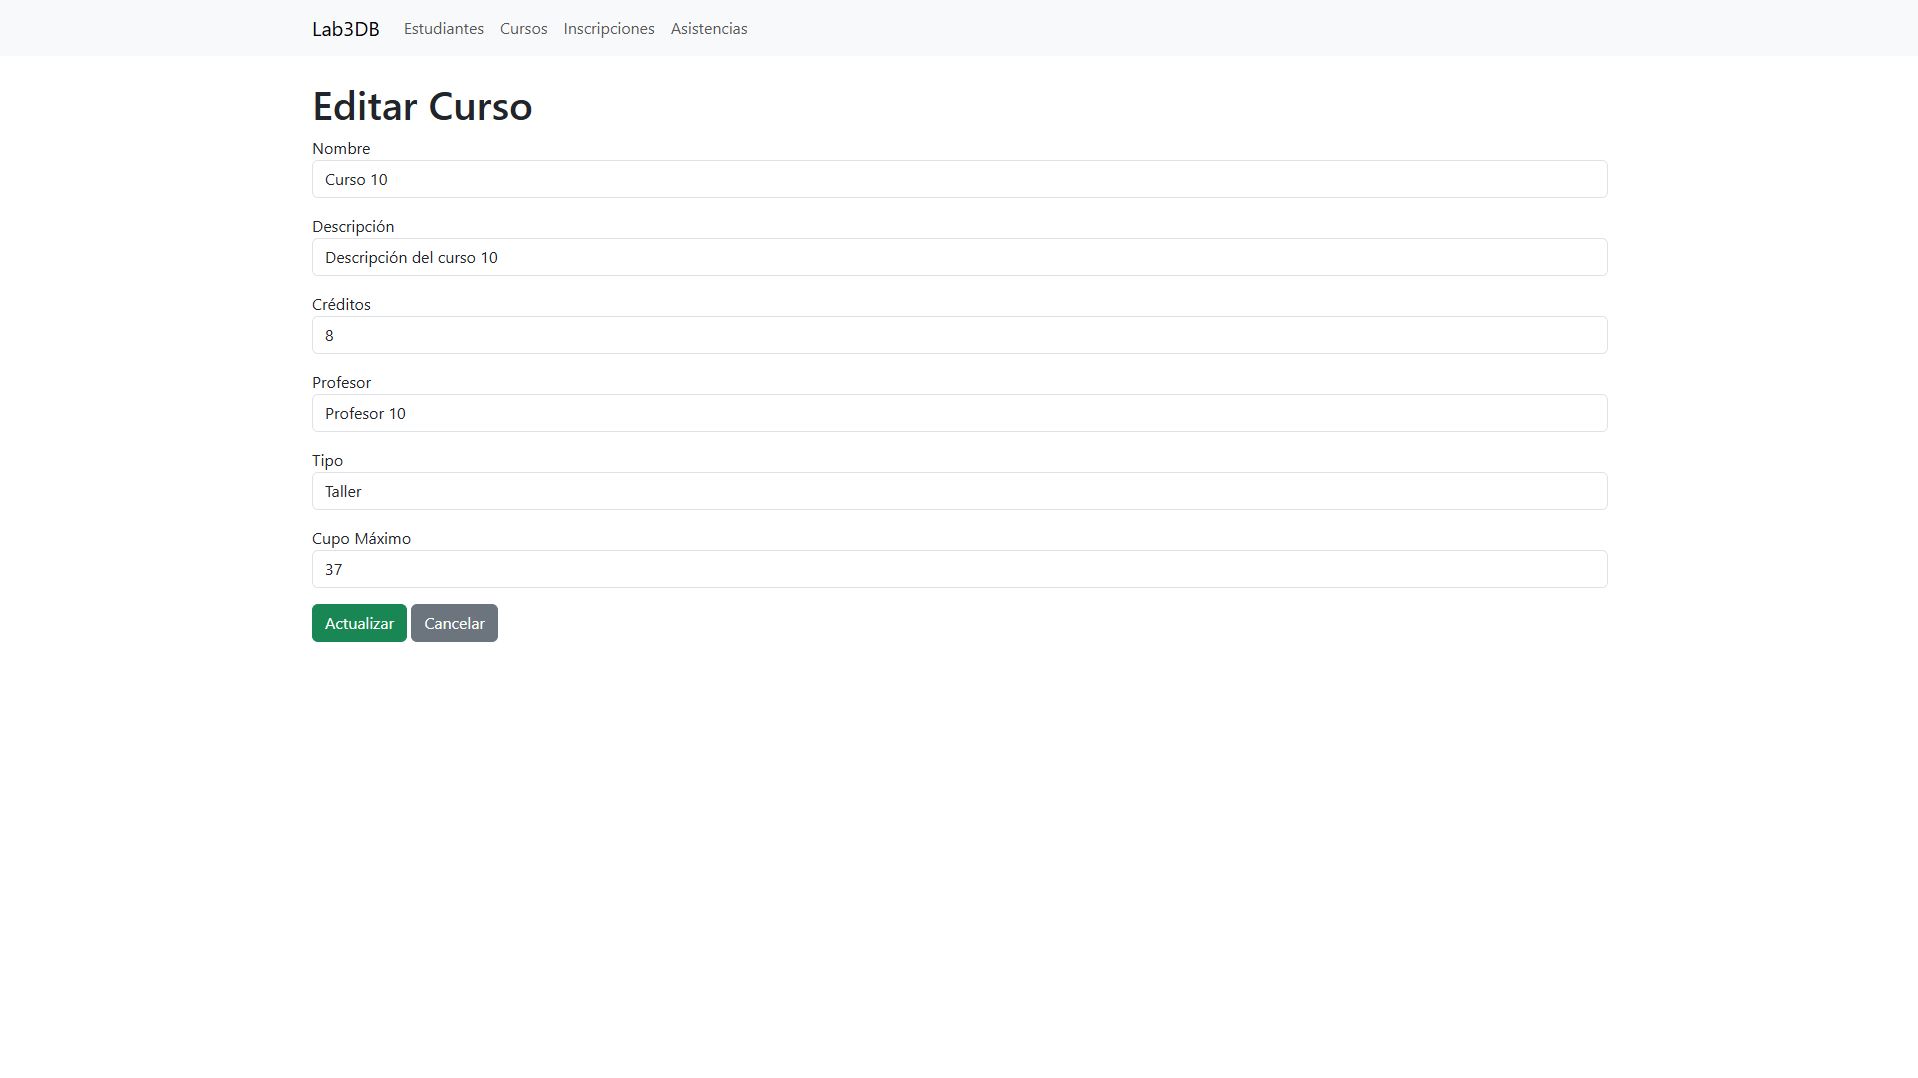 Lab3DB Estudiantes Cursos Inscripciones Asistencias
Editar Curso
Nombre
Curso 10
Descripción
Descripción del curso 10
Créditos
8
Profesor
Profesor 10
Tipo
Taller
Cupo Máximo
37
Actualizar Cancelar